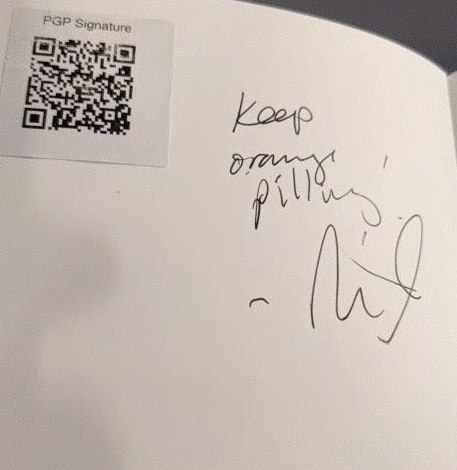 PGP Signature
Keep
orange
pilling!